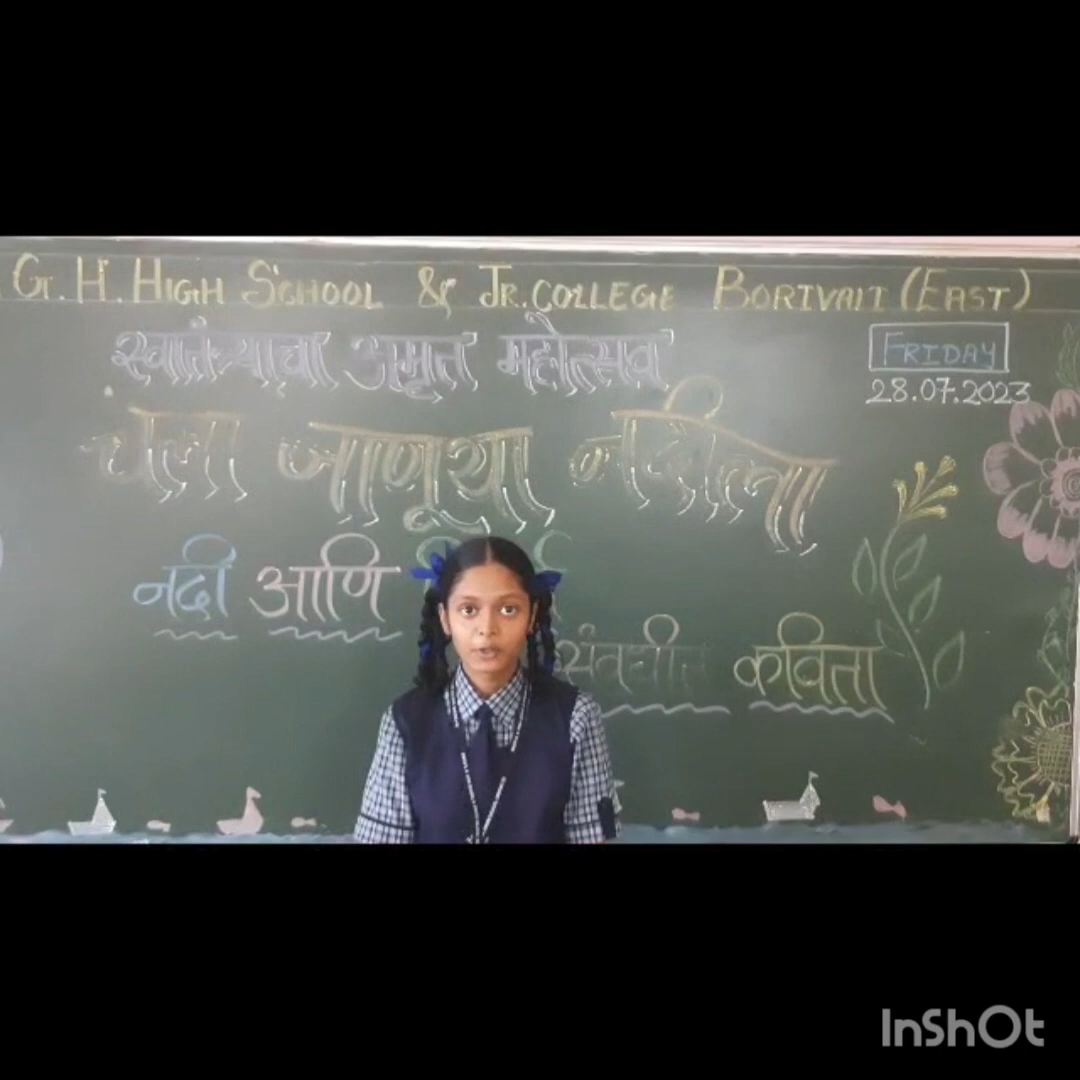 G. H. HIGH SCHOOL & JR. COLLEGE BORIVALI (EAST)
स्वातंत्र्याचा अमृत महोत्सव
FRIDAY
28.07.2023
चला जाणूया नदीला
नदी आणि
संबधीत कविता
InShOt